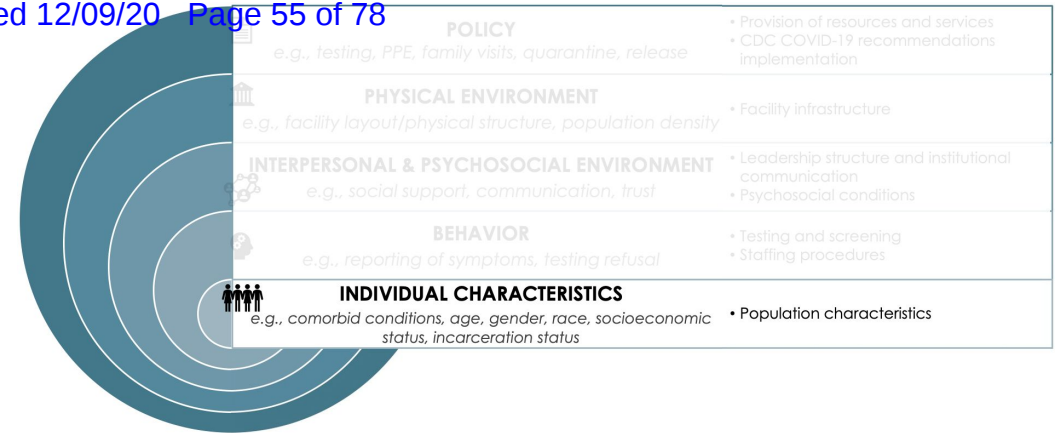 ed 12/09/20 Page 55 of 78
POLICY
e.g., testing, PPE, family visits, quarantine, release
• Provision of resources and services
• CDC COVID-19 recommendations
implementation
PHYSICAL ENVIRONMENT
e.g., facility layout/physical structure, population density
• Facility infrastructure
INTERPERSONAL & PSYCHOSOCIAL ENVIRONMENT
e.g., social support, communication, trust
• Leadership structure and institutional
communication
• Psychosocial conditions
BEHAVIOR
e.g., reporting of symptoms, testing refusal
• Testing and screening
• Staffing procedures
INDIVIDUAL CHARACTERISTICS
e.g., comorbid conditions, age, gender, race, socioeconomic
status, incarceration status
• Population characteristics